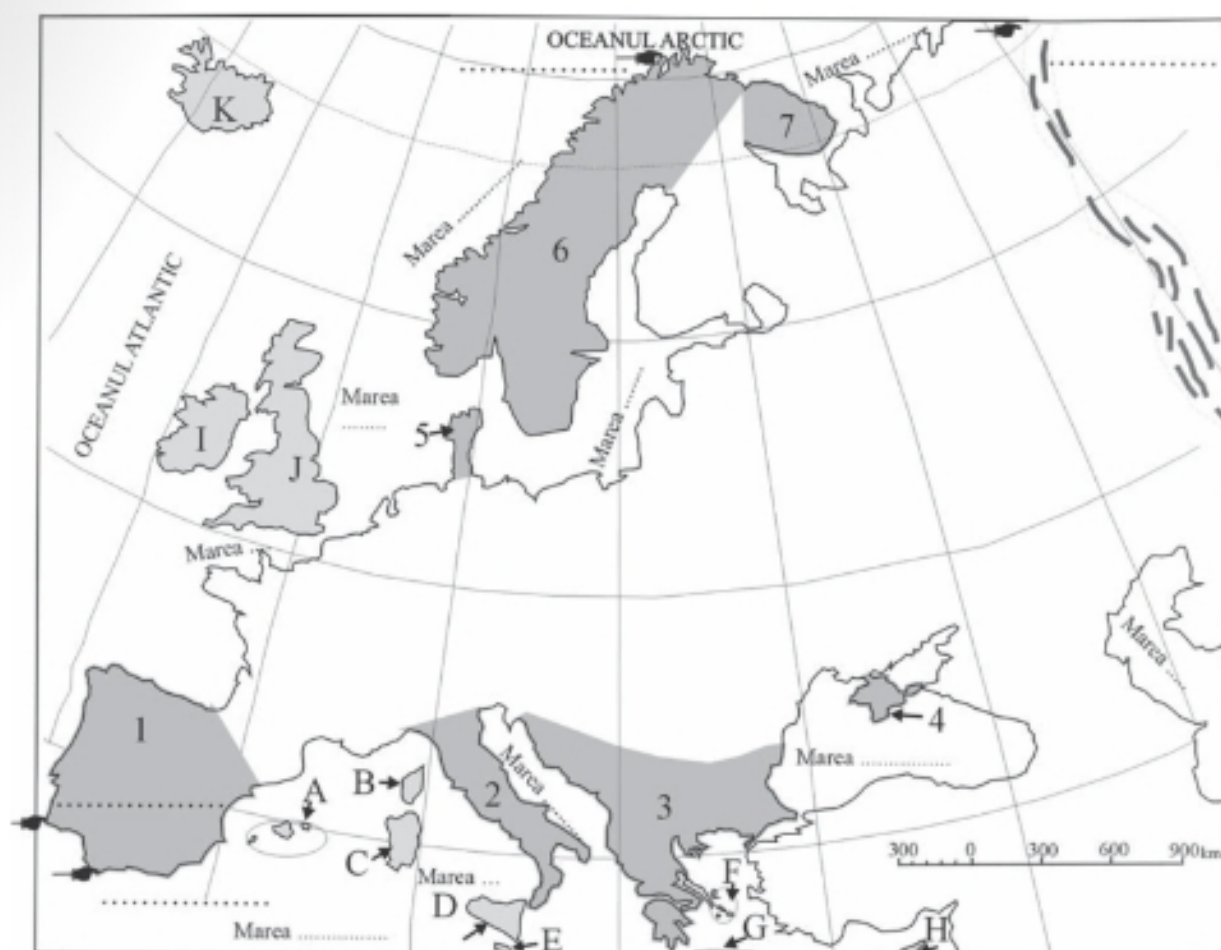 OCEANUL ARCTIC
Marea ........
K
7
Marea ..........
6
OCEANUL ATLANTIC
Marea
.......
I
5
J
Marea ..........
Marea ..
Marea ......
1
4
Marea ..............
A
B
Marea ..........
2
3
C
300 0 300 600 900km
Marea ...
F
D
G
H
Marea ..............
E